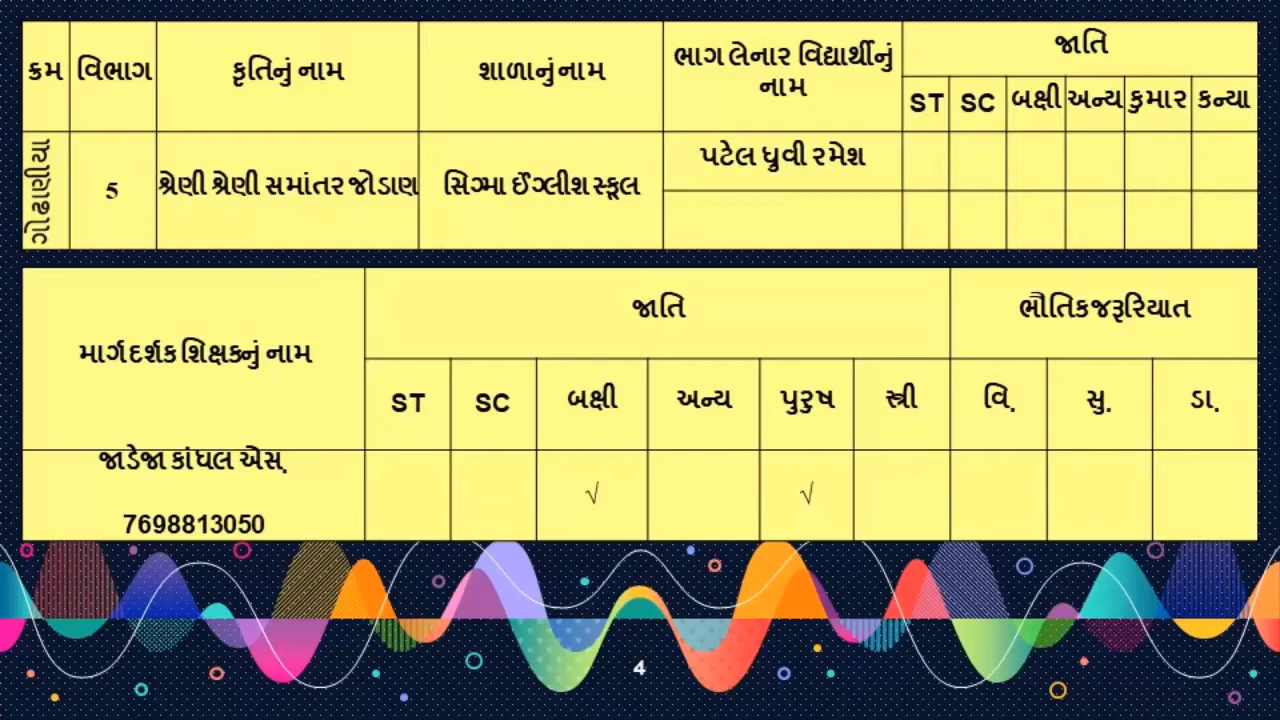 ક્રમ વિભાગ કૃતિનું નામ શાળાનું નામ ભાગ લેનાર વિદ્યાર્થીનું નામ જાતિ
ST SC બક્ષી અન્ય કુમાર કન્યા
ગોઢાણીયા 5 શ્રેણી શ્રેણી સમાંતર જોડાણ સિગ્મા ઈંગ્લીશ સ્કૂલ પટેલ ધ્રુવી રમેશ
માર્ગદર્શક શિક્ષકનું નામ જાતિ ભૌતિક જરૂરિયાત
ST SC બક્ષી અન્ય પુરુષ સ્ત્રી વિ. સુ. ડા.
જાડેજા કાંધલ એસ. √ √
7698813050
4